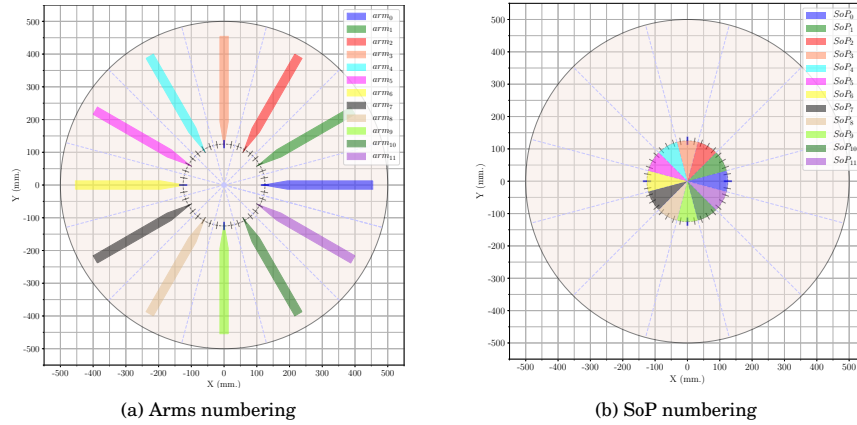 500
400
300
200
100
0
-100
-200
-300
-400
-500
Y (mm.)
-500 -400 -300 -200 -100 0 100 200 300 400 500
X (mm.)
arm0
arm1
arm2
arm3
arm4
arm5
arm6
arm7
arm8
arm9
arm10
arm11
(a) Arms numbering
500
400
300
200
100
0
-100
-200
-300
-400
-500
Y (mm.)
-500 -400 -300 -200 -100 0 100 200 300 400 500
X (mm.)
SoP0
SoP1
SoP2
SoP3
SoP4
SoP5
SoP6
SoP7
SoP8
SoP9
SoP10
SoP11
(b) SoP numbering